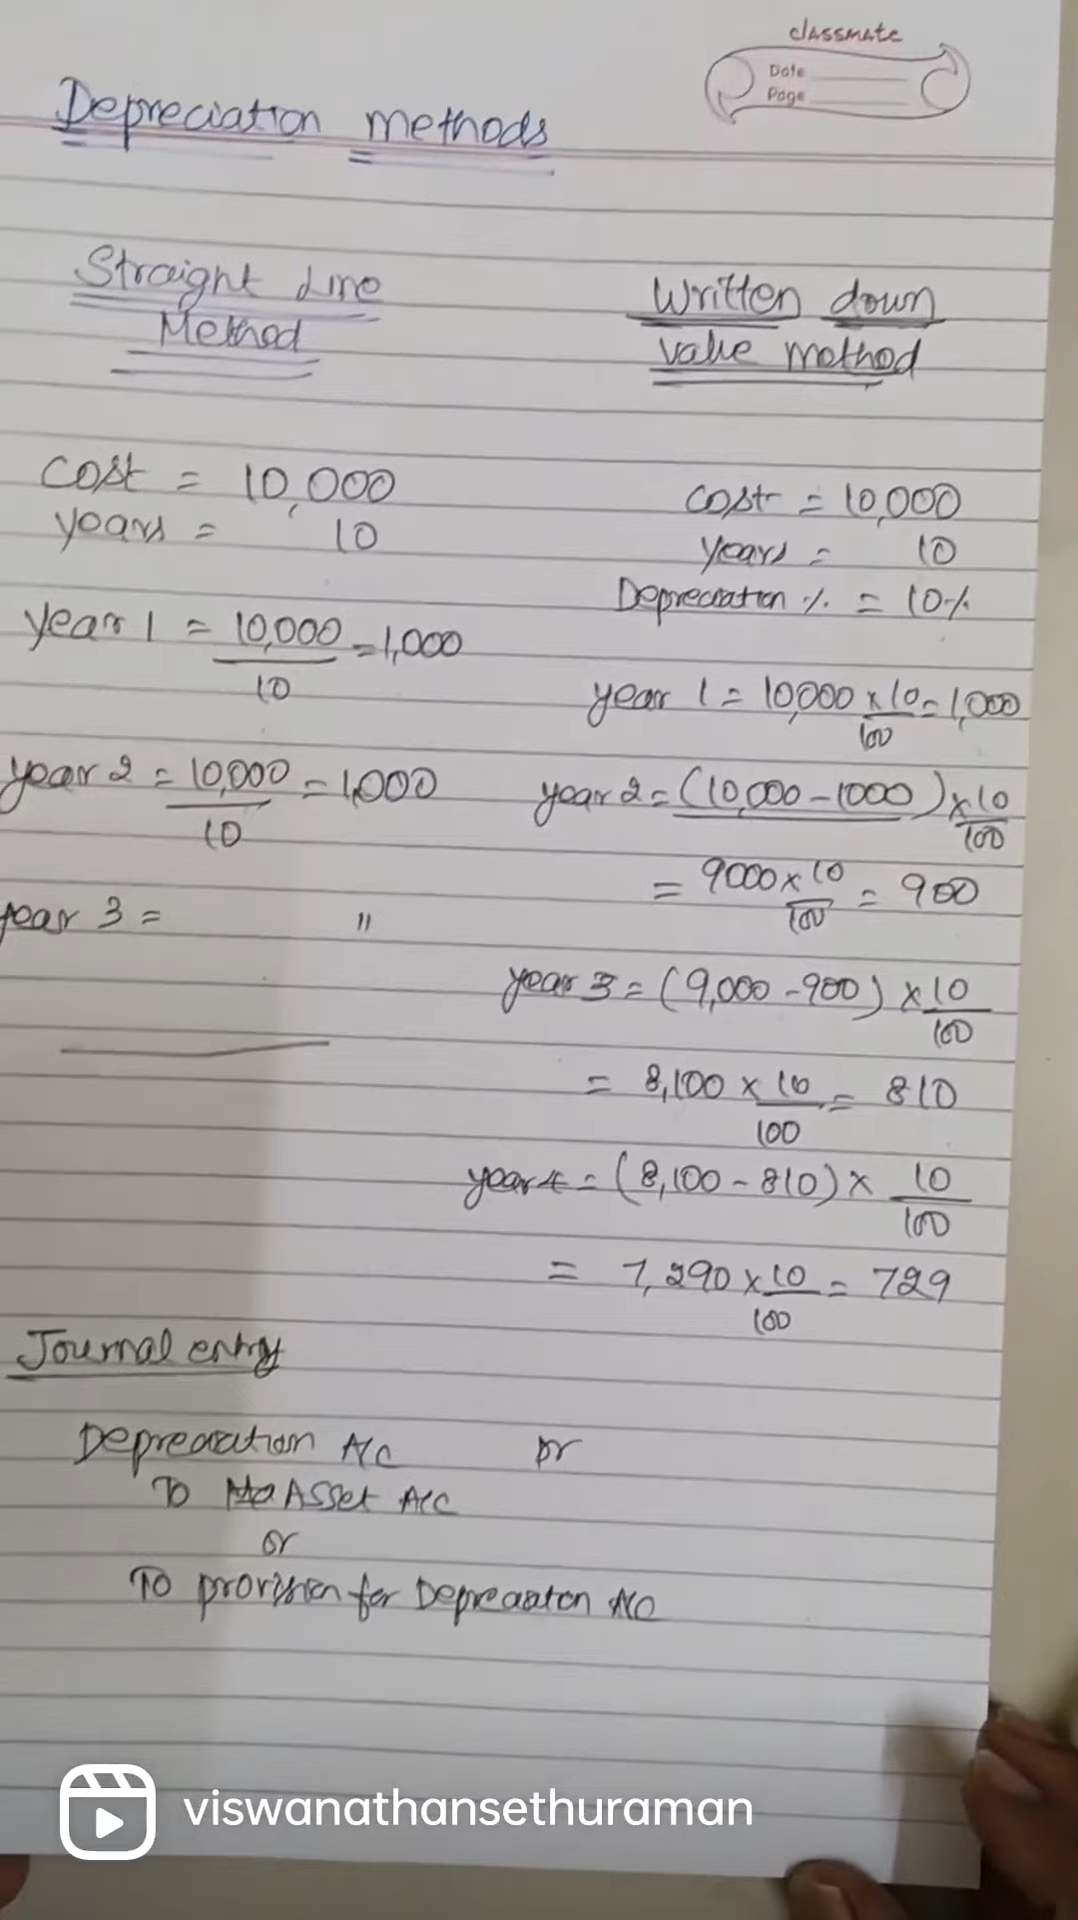 classmate
Date
Page
Depreciation methods
Straight Line
Method
Cost = 10,000
years = 10
year 1 = 10,000/10 = 1,000
year 2 = 10,000/10 = 1,000
year 3 = "
Written down
value method
Cost = 10,000
Years = 10
Depreciation % = 10%
year 1 = 10,000 x 10/100 = 1,000
year 2 = (10,000 - 1000) x 10/100
= 9000 x 10/100 = 900
year 3 = (9,000 - 900) x 10/100
= 8,100 x 10/100 = 810
year 4 = (8,100 - 810) x 10/100
= 7,290 x 10/100 = 729
Journal entry
Depreciation A/C Dr
To Asset A/C
or
To provision for Depreciation A/C
viswanathansethuraman